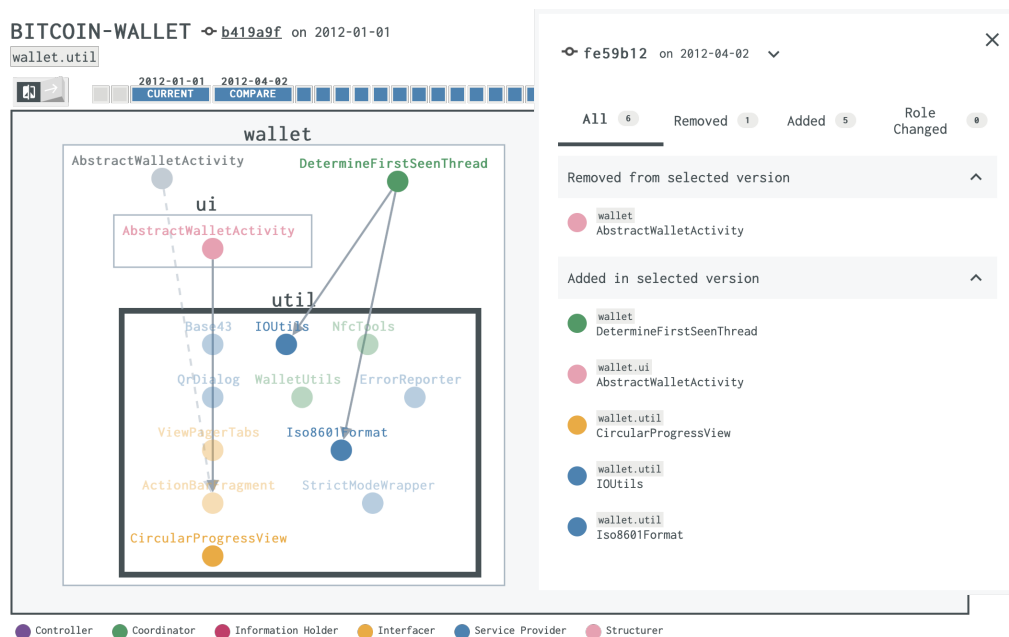 BITCOIN-WALLET b419a9f on 2012-01-01
wallet.util
2012-01-01 2012-04-02
CURRENT COMPARE
wallet
AbstractWalletActivity
DetermineFirstSeenThread
ui
AbstractWalletActivity
util
Base43 IOUtils NfcTools
QrDialog WalletUtils ErrorReporter
ViewPagerTabs Iso8601Format
ActionBarFragment StrictModeWrapper
CircularProgressView
fe59b12 on 2012-04-02
All 6 Removed 1 Added 5 Role Changed 0
Removed from selected version
wallet
AbstractWalletActivity
Added in selected version
wallet
DetermineFirstSeenThread
wallet.ui
AbstractWalletActivity
wallet.util
CircularProgressView
wallet.util
IOUtils
wallet.util
Iso8601Format
Controller Coordinator Information Holder Interfacer Service Provider Structurer